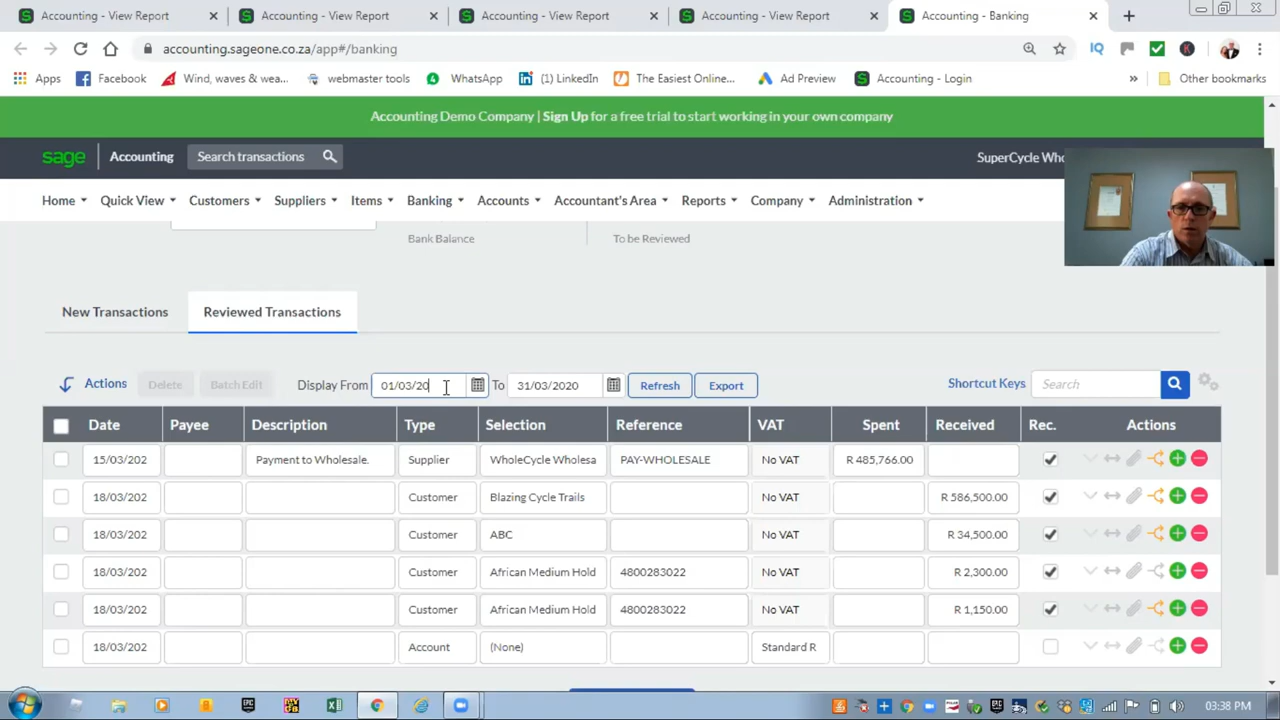 Accounting - View Report
Accounting - View Report
Accounting - View Report
Accounting - View Report
Accounting - Banking
accounting.sageone.co.za/app#/banking
IQ
K
Apps
Facebook
Wind, waves & wea...
webmaster tools
WhatsApp
(1) LinkedIn
The Easiest Online...
Ad Preview
Accounting - Login
»
Other bookmarks
Accounting Demo Company | Sign Up for a free trial to start working in your own company
sage Accounting Search transactions SuperCycle Who
Home Quick View Customers Suppliers Items Banking Accounts Accountant's Area Reports Company Administration
Bank Balance To be Reviewed
New Transactions Reviewed Transactions
Actions Delete Batch Edit Display From 01/03/20 To 31/03/2020 Refresh Export Shortcut Keys Search
Date Payee Description Type Selection Reference VAT Spent Received Rec. Actions
15/03/202 Payment to Wholesale. Supplier WholeCycle Wholesa PAY-WHOLESALE No VAT R 485,766.00
18/03/202 Customer Blazing Cycle Trails No VAT R 586,500.00
18/03/202 Customer ABC No VAT R 34,500.00
18/03/202 Customer African Medium Hold 4800283022 No VAT R 2,300.00
18/03/202 Customer African Medium Hold 4800283022 No VAT R 1,150.00
18/03/202 Account (None) Standard R
03:38 PM